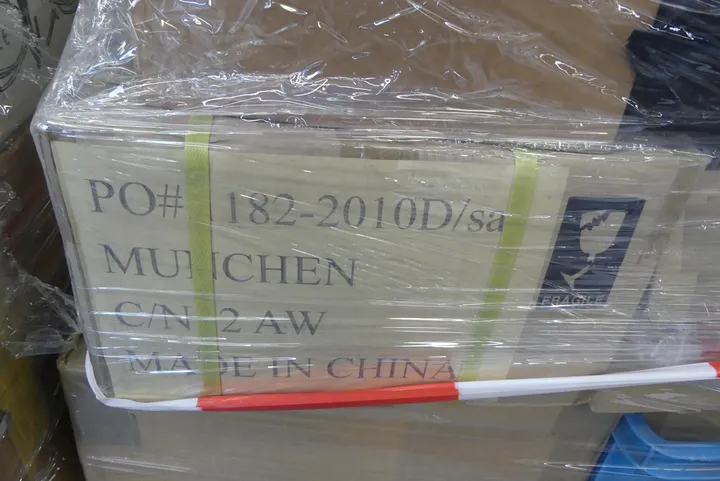 PO# 182-2010D/sa
MUNCHEN
C/N 2 AW
MADE IN CHINA
FRAGILE